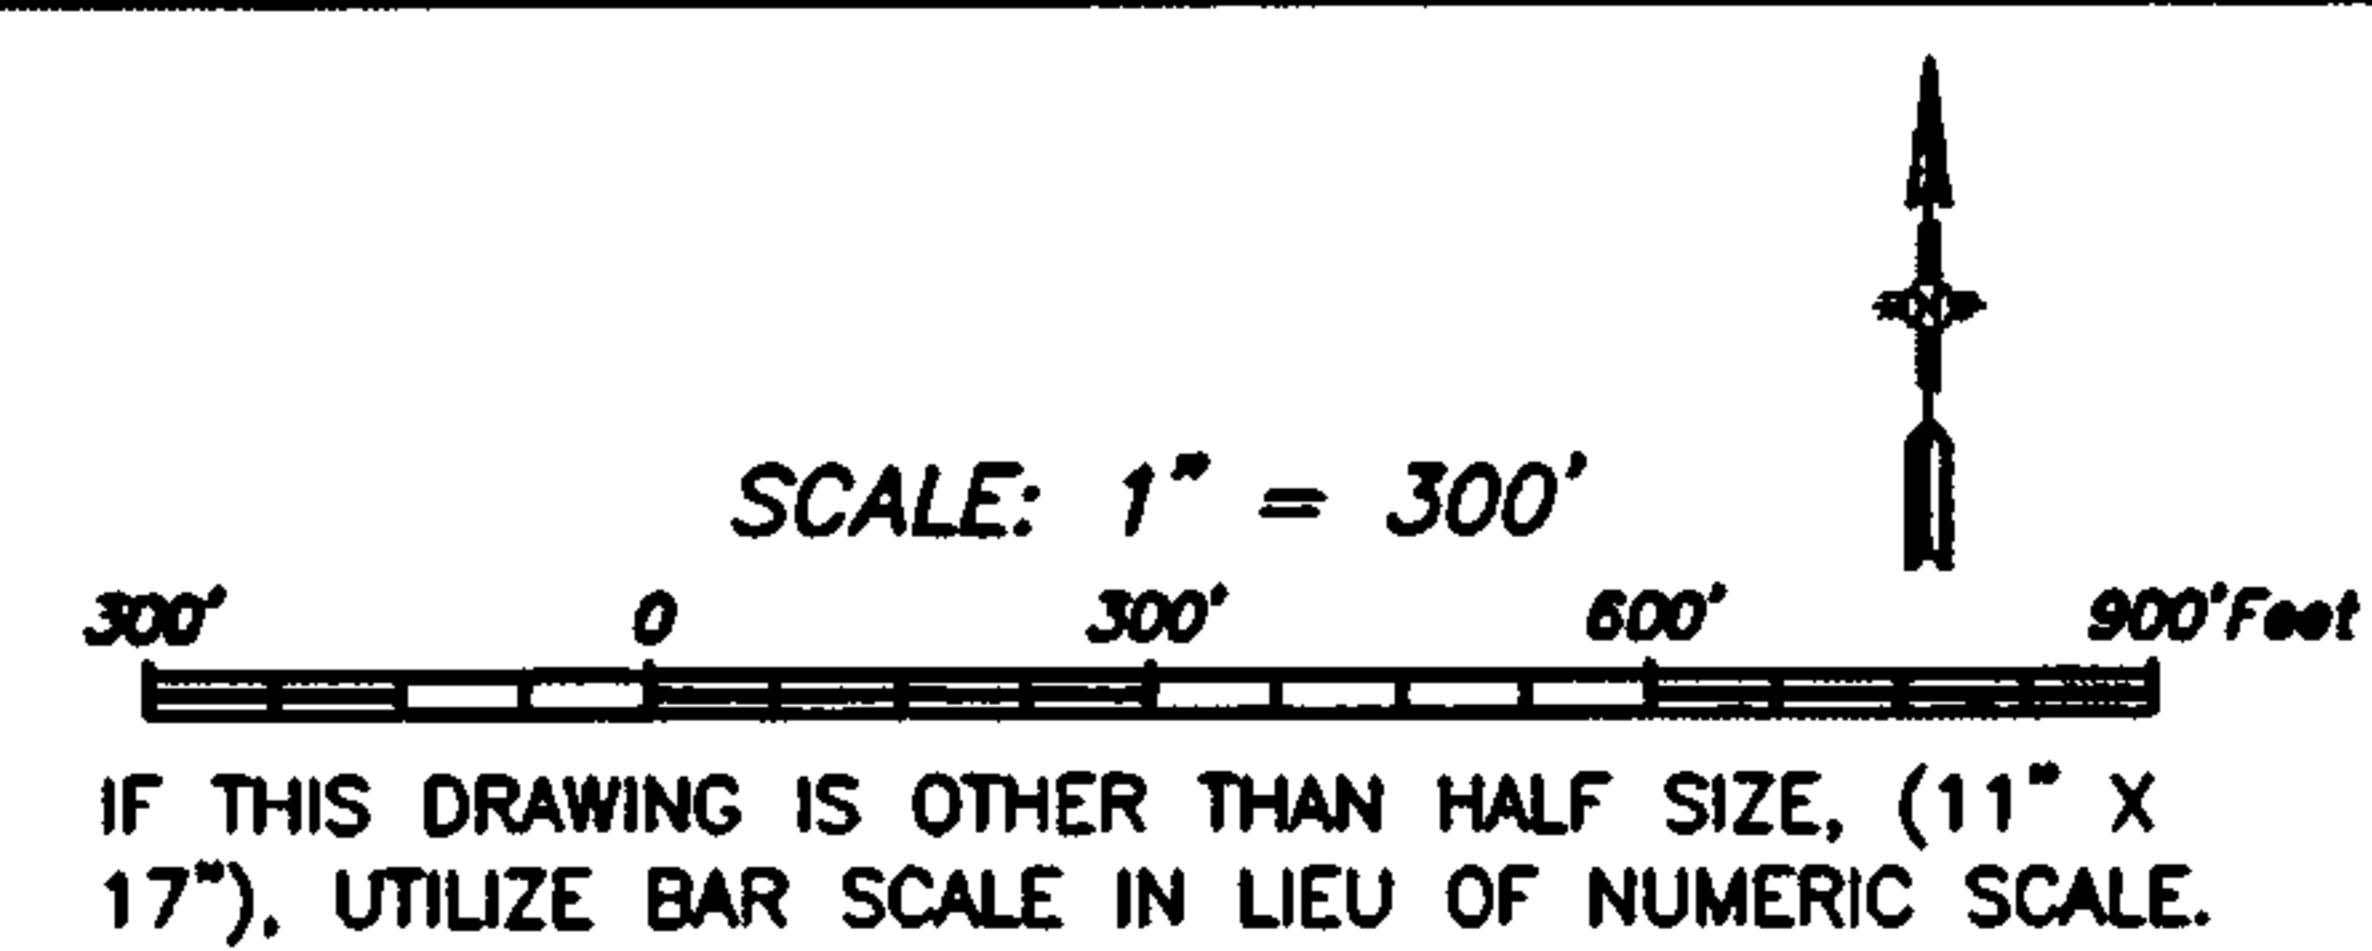 SCALE: 1" = 300'
300' 0 300' 600' 900'Feet
IF THIS DRAWING IS OTHER THAN HALF SIZE, (11" X
17"), UTILIZE BAR SCALE IN LIEU OF NUMERIC SCALE.